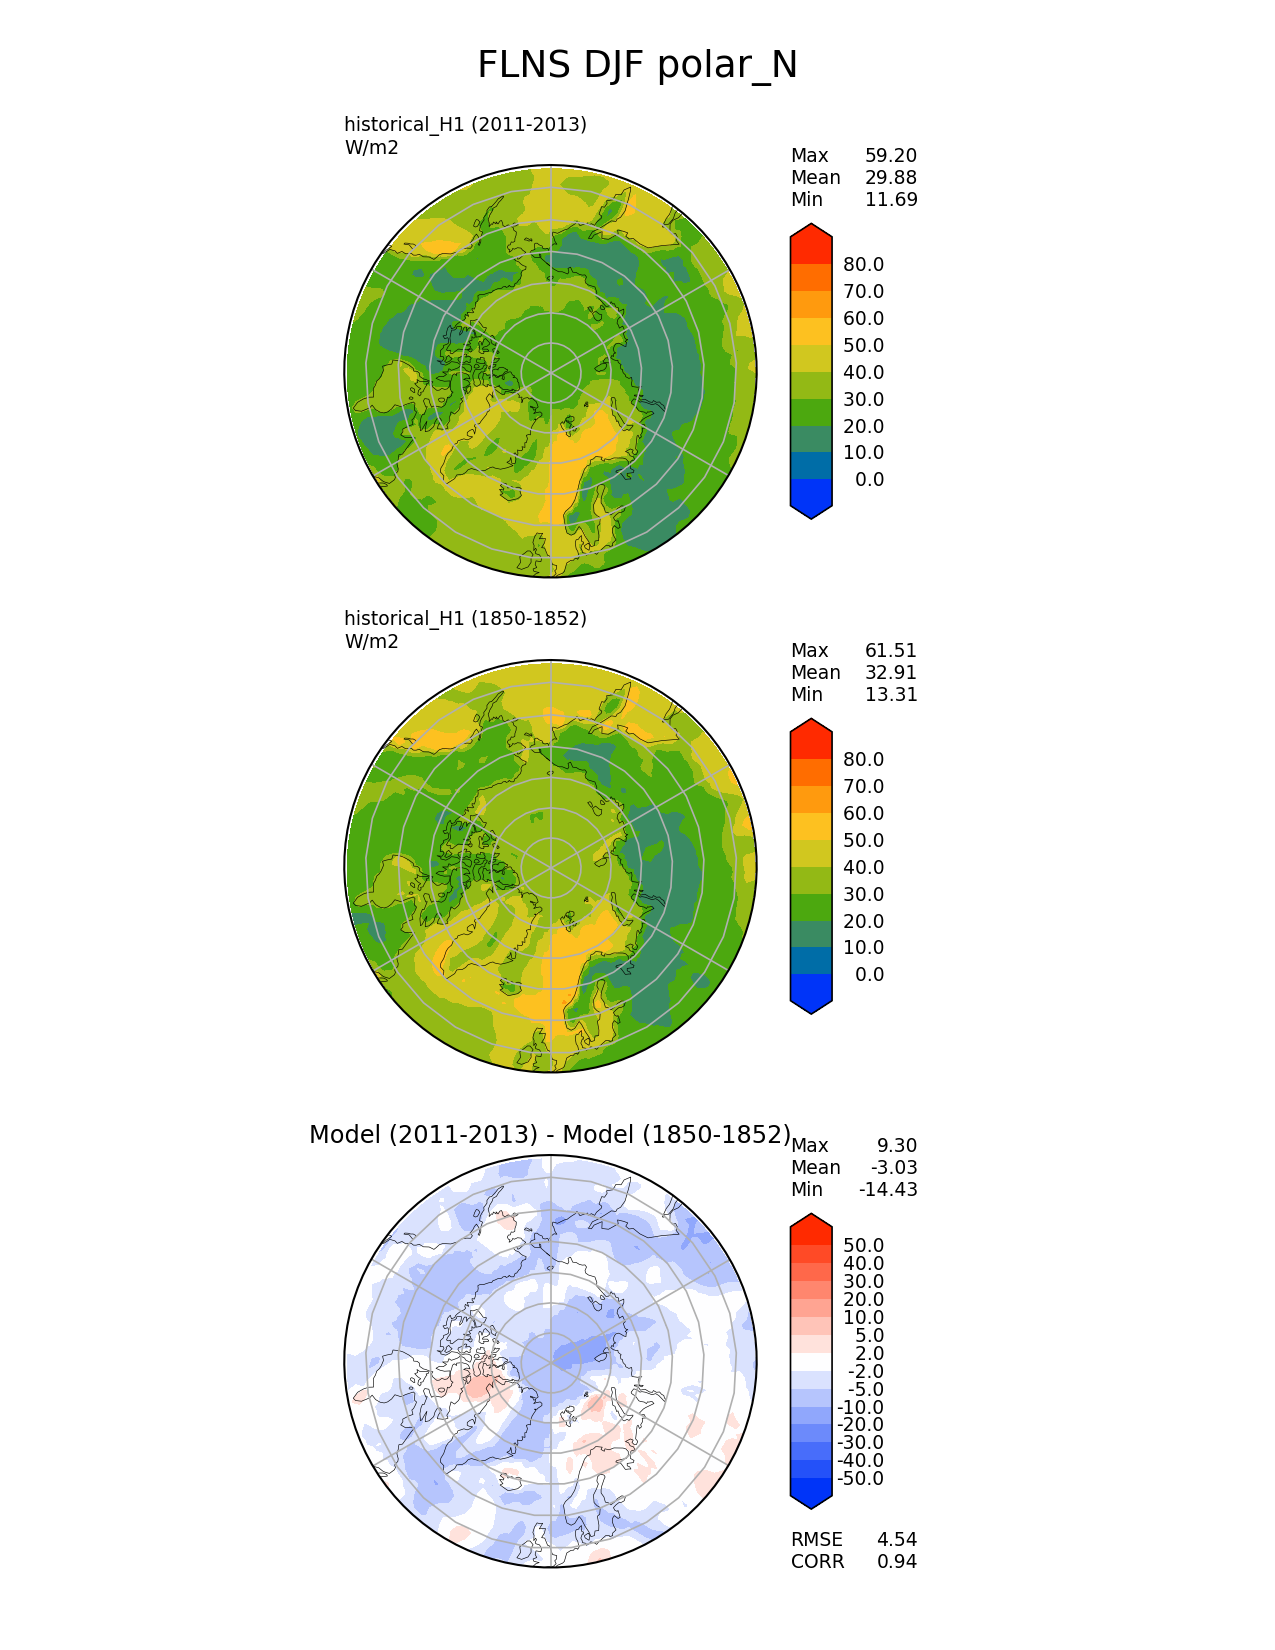 FLNS DJF polar_N
historical_H1 (2011-2013)
W/m2
Max 59.20
Mean 29.88
Min 11.69
80.0
70.0
60.0
50.0
40.0
30.0
20.0
10.0
0.0
historical_H1 (1850-1852)
W/m2
Max 61.51
Mean 32.91
Min 13.31
80.0
70.0
60.0
50.0
40.0
30.0
20.0
10.0
0.0
Model (2011-2013) - Model (1850-1852)
Max 9.30
Mean -3.03
Min -14.43
50.0
40.0
30.0
20.0
10.0
5.0
2.0
-2.0
-5.0
-10.0
-20.0
-30.0
-40.0
-50.0
RMSE 4.54
CORR 0.94